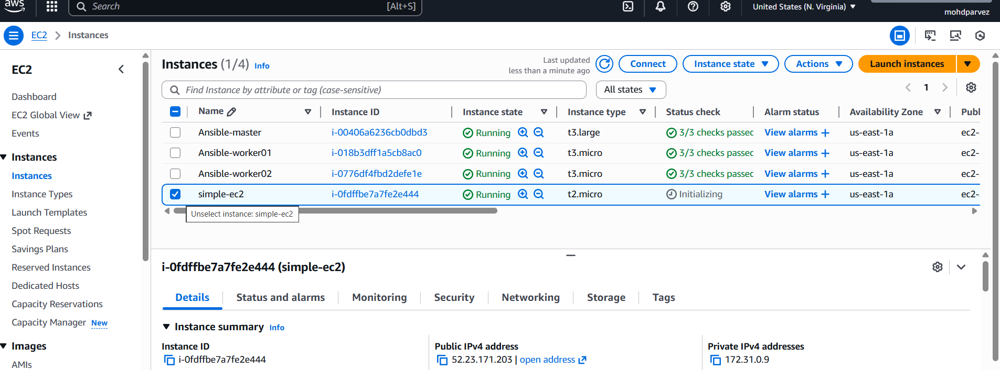 aws
Search [Alt+S]
United States (N. Virginia)
mohdparvez
EC2 Instances
EC2
Dashboard
EC2 Global View
Events
Instances
Instances
Instance Types
Launch Templates
Spot Requests
Savings Plans
Reserved Instances
Dedicated Hosts
Capacity Reservations
Capacity Manager New
Images
AMIs
Instances (1/4) Info
Last updated
less than a minute ago
Connect Instance state Actions Launch instances
Find Instance by attribute or tag (case-sensitive) All states 1
Name Instance ID Instance state Instance type Status check Alarm status Availability Zone Publ
Ansible-master i-00406a6236cb0dbd3 Running t3.large 3/3 checks passed View alarms + us-east-1a ec2-
Ansible-worker01 i-018b3dff1a5cb8ac0 Running t3.micro 3/3 checks passed View alarms + us-east-1a ec2-
Ansible-worker02 i-0776df4fbd2defe1e Running t3.micro 3/3 checks passed View alarms + us-east-1a ec2-
simple-ec2 i-0fdffbe7a7fe2e444 Running t2.micro Initializing View alarms + us-east-1a ec2-
Unselect instance: simple-ec2
i-0fdffbe7a7fe2e444 (simple-ec2)
Details Status and alarms Monitoring Security Networking Storage Tags
Instance summary Info
Instance ID Public IPv4 address Private IPv4 addresses
i-0fdffbe7a7fe2e444 52.23.171.203 | open address 172.31.0.9